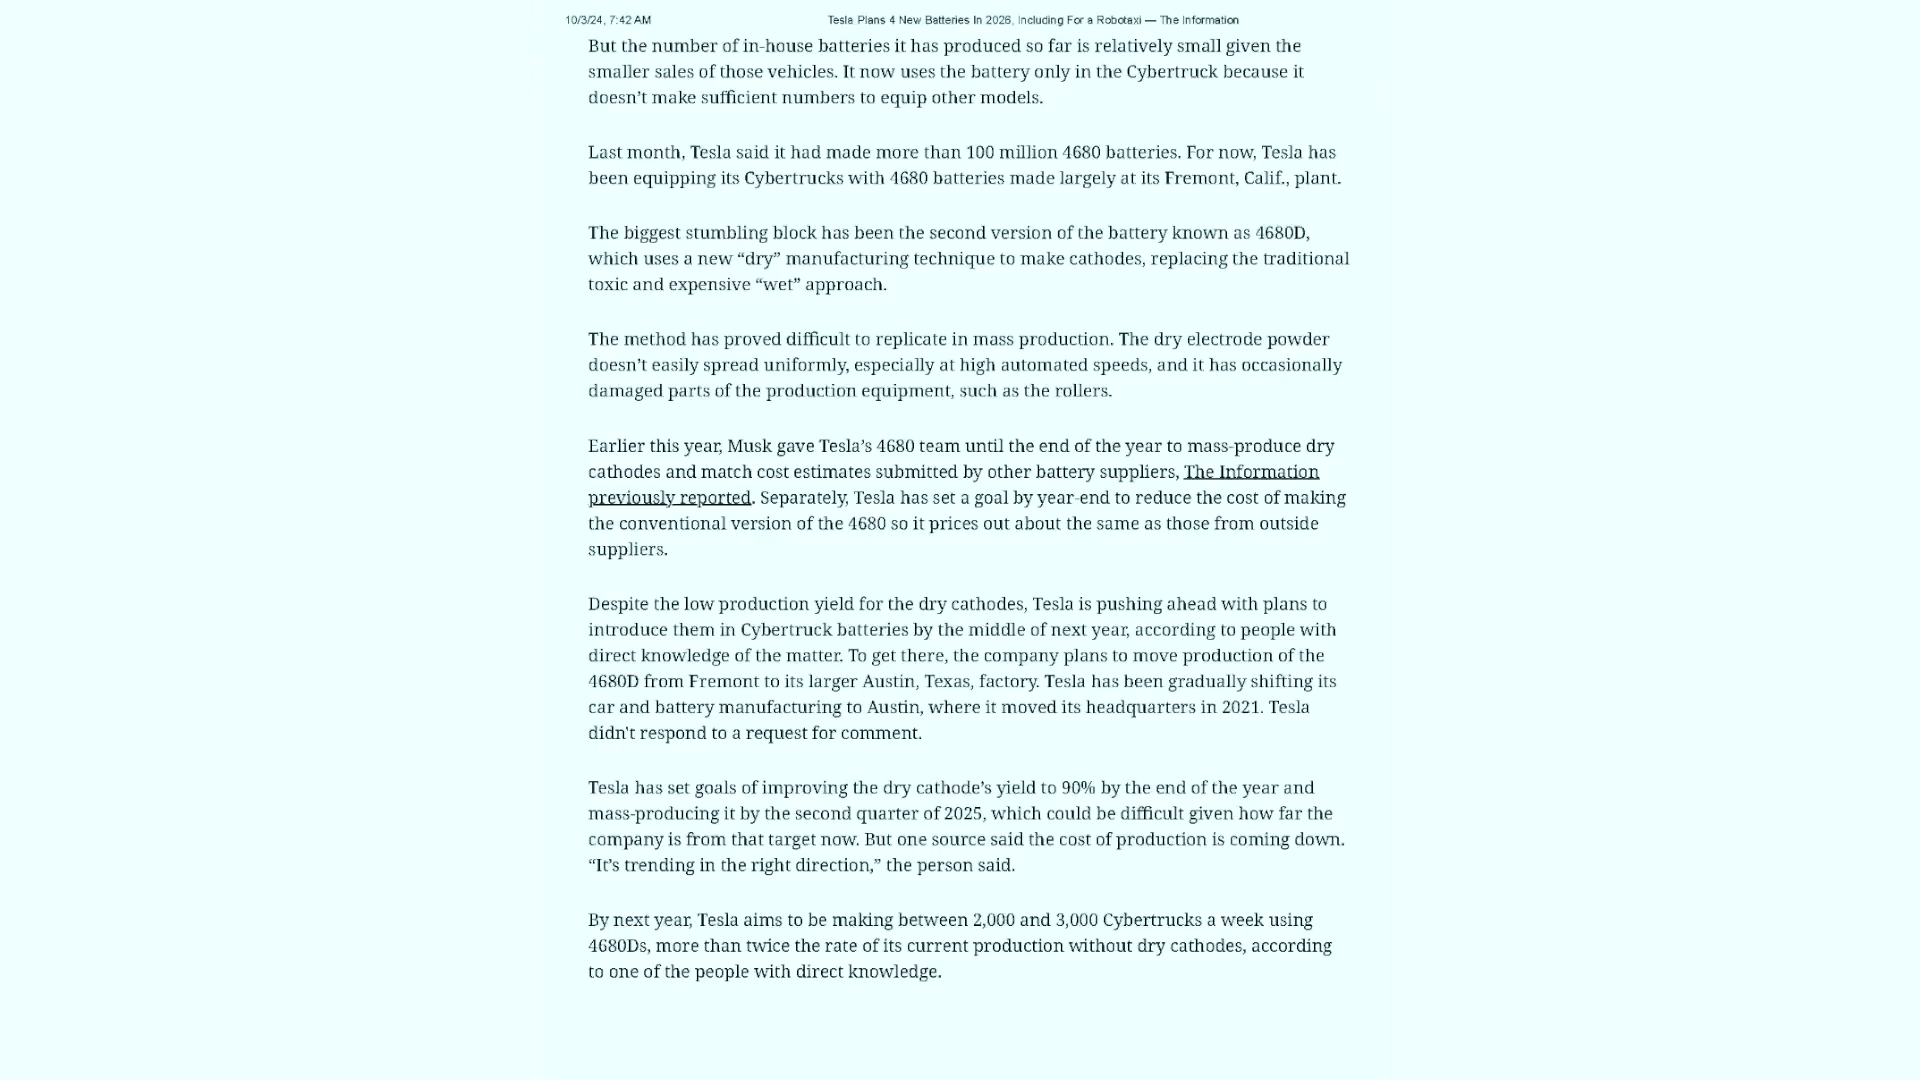 10/3/24, 7:42 AM Tesla Plans 4 New Batteries In 2026, Including For a Robotaxi — The Information
But the number of in-house batteries it has produced so far is relatively small given the
smaller sales of those vehicles. It now uses the battery only in the Cybertruck because it
doesn’t make sufficient numbers to equip other models.
Last month, Tesla said it had made more than 100 million 4680 batteries. For now, Tesla has
been equipping its Cybertrucks with 4680 batteries made largely at its Fremont, Calif., plant.
The biggest stumbling block has been the second version of the battery known as 4680D,
which uses a new “dry” manufacturing technique to make cathodes, replacing the traditional
toxic and expensive “wet” approach.
The method has proved difficult to replicate in mass production. The dry electrode powder
doesn’t easily spread uniformly, especially at high automated speeds, and it has occasionally
damaged parts of the production equipment, such as the rollers.
Earlier this year, Musk gave Tesla’s 4680 team until the end of the year to mass-produce dry
cathodes and match cost estimates submitted by other battery suppliers, The Information
previously reported. Separately, Tesla has set a goal by year-end to reduce the cost of making
the conventional version of the 4680 so it prices out about the same as those from outside
suppliers.
Despite the low production yield for the dry cathodes, Tesla is pushing ahead with plans to
introduce them in Cybertruck batteries by the middle of next year, according to people with
direct knowledge of the matter. To get there, the company plans to move production of the
4680D from Fremont to its larger Austin, Texas, factory. Tesla has been gradually shifting its
car and battery manufacturing to Austin, where it moved its headquarters in 2021. Tesla
didn't respond to a request for comment.
Tesla has set goals of improving the dry cathode’s yield to 90% by the end of the year and
mass-producing it by the second quarter of 2025, which could be difficult given how far the
company is from that target now. But one source said the cost of production is coming down.
“It’s trending in the right direction,” the person said.
By next year, Tesla aims to be making between 2,000 and 3,000 Cybertrucks a week using
4680Ds, more than twice the rate of its current production without dry cathodes, according
to one of the people with direct knowledge.